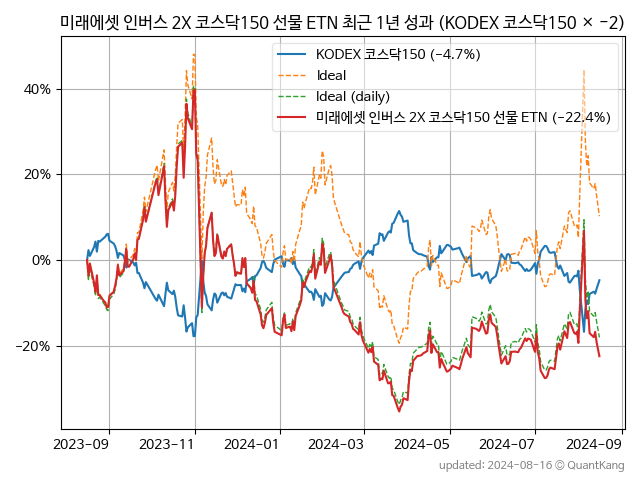 미래에셋 인버스 2X 코스닥150 선물 ETN 최근 1년 성과 (KODEX 코스닥150 × −2)
KODEX 코스닥150 (−4.7%)
Ideal
Ideal (daily)
미래에셋 인버스 2X 코스닥150 선물 ETN (−22.4%)
40%
20%
0%
−20%
2023−09
2023−11
2024−01
2024−03
2024−05
2024−07
2024−09
updated: 2024−08−16 © QuantKang